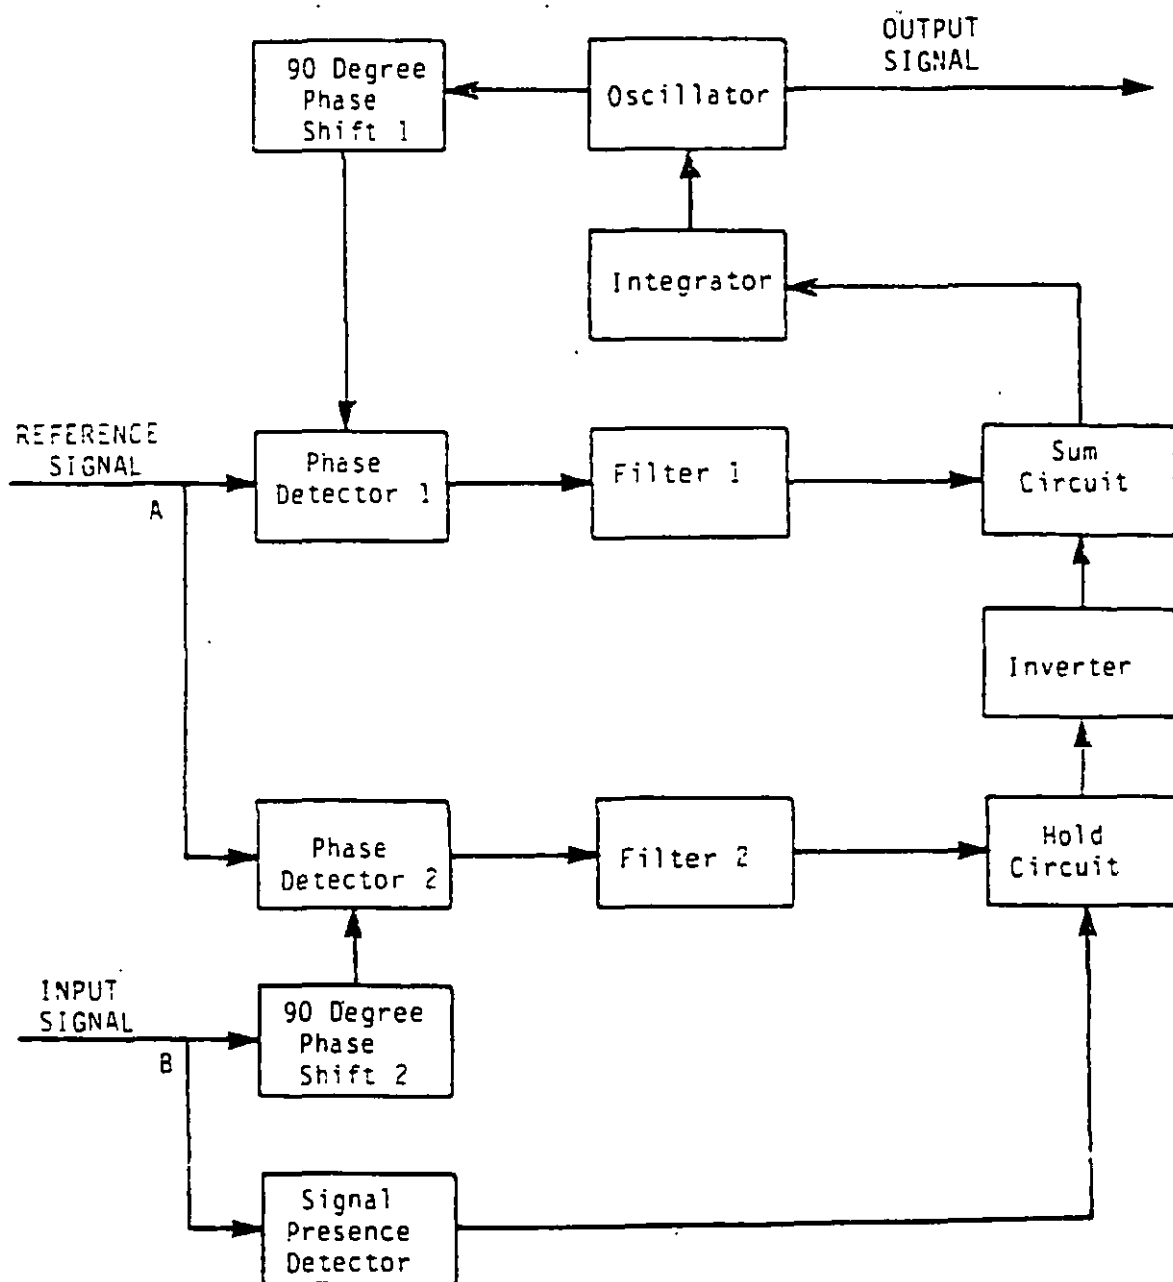 OUTPUT
SIGNAL
90 Degree
Phase
Shift 1
Oscillator
Integrator
REFERENCE
SIGNAL
A
Phase
Detector 1
Filter 1
Sum
Circuit
Inverter
Phase
Detector 2
Filter 2
Hold
Circuit
INPUT
SIGNAL
B
90 Degree
Phase
Shift 2
Signal
Presence
Detector